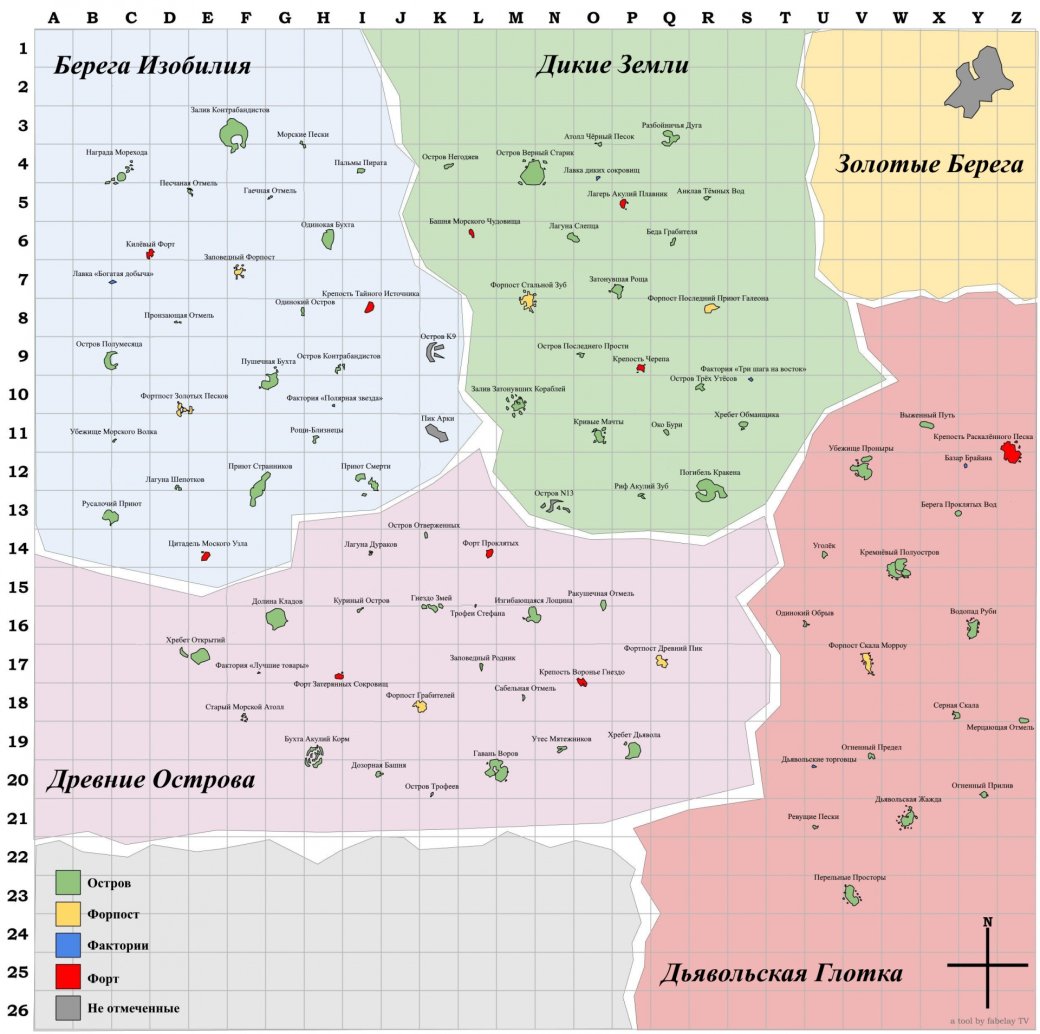 A B C D E F G H I J K L M N O P Q R S T U V W X Y Z
1
Берега Изобилия
Дикие Земли
2
Залив Контрабандистов
3
Морские Пески
Разбойничья Дуга
Атолл Чёрный Песок
Награда Морехода
Остров Негодяев
Остров Верный Старик
4
Пальмы Пирата
Лавка диких сокровищ
Золотые Берега
Песчаная Отмель
Гаечная Отмель
Лагерь Акулий Плавник
Анклав Тёмных Вод
5
Одинокая Бухта
Башня Морского Чудовища
Лагуна Слепца
Беда Грабителя
6
Килёвый Форт
Заповедный Форпост
Лавка «Богатая добыча»
7
Форпост Стальной Зуб
Затонувшая Роща
Крепость Тайного Источника
Одинокий Остров
Форпост Последний Приют Галеона
Пронзающая Отмель
8
Остров Полумесяца
Остров K9
Остров Последнего Прости
9
Пушечная Бухта
Остров Контрабандистов
Крепость Черепа
Фактория «Три шага на восток»
Остров Трёх Утёсов
Фортпост Золотых Песков
Фактория «Полярная звезда»
Залив Затонувших Кораблей
10
Убежище Морского Волка
Рощи-Близнецы
Пик Арки
Кривые Мачты
Око Бури
Хребет Обманщика
Выженный Путь
11
Крепость Раскалённого Песка
Убежище Проныры
Базар Брайана
Лагуна Шепотков
Приют Странников
Приют Смерти
Риф Акулий Зуб
Погибель Кракена
12
Русалочий Приют
Остров N13
Берега Проклятых Вод
13
Остров Отверженных
Цитадель Моского Узла
Лагуна Дураков
Форт Проклятых
Уголёк
Кремнёвый Полуостров
14
15
Долина Кладов
Куриный Остров
Гнездо Змей
Трофеи Стефана
Изгибающаяся Лощина
Ракушечная Отмель
Одинокий Обрыв
Водопад Руби
16
Хребет Открытий
Фактория «Лучшие товары»
Заповедный Родник
Фортпост Древний Пик
Форпост Скала Морроу
17
Форт Затерянных Сокровищ
Крепость Воронье Гнездо
Форпост Грабителей
Сабельная Отмель
18
Старый Морской Атолл
Серная Скала
Мерцающая Отмель
Бухта Акулий Корм
Утес Мятежников
Хребет Дьявола
19
Древние Острова
Дозорная Башня
Гавань Воров
Дьявольские торговцы
Огненный Предел
20
Остров Трофеев
Огненный Прилив
Дьявольская Жажда
Ревущие Пески
21
22
Остров
Перельные Просторы
23
Форпост
24
N
Фактории
25
Форт
Дьявольская Глотка
Не отмеченные
26
a tool by fabelay TV